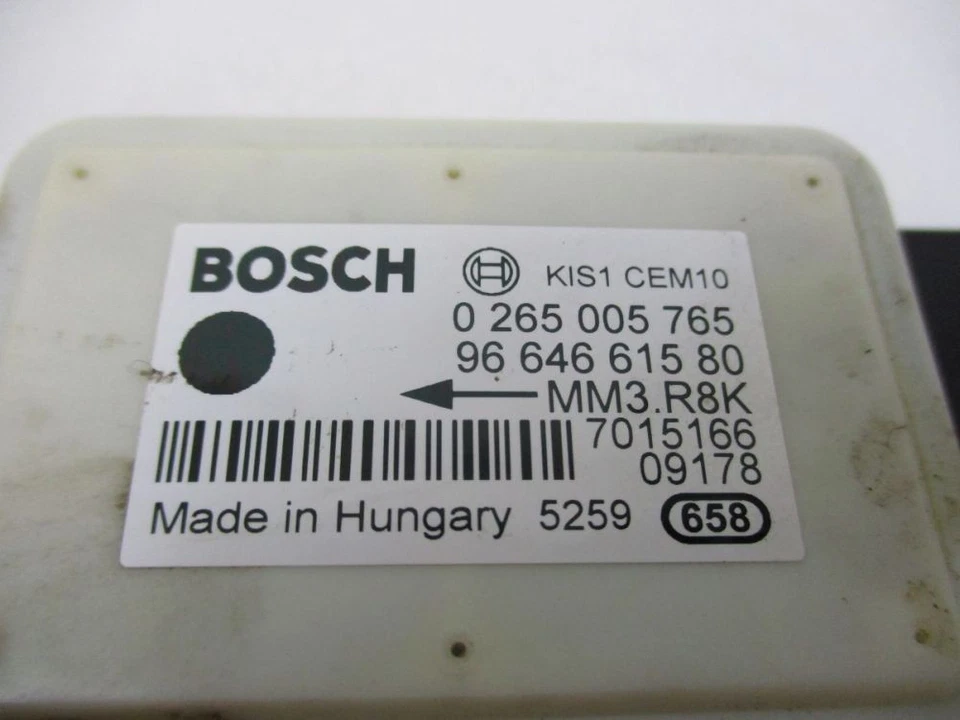 BOSCH KIS1 CEM10
0 265 005 765
96 646 615 80
MM3.R8K
7015166
09178
Made in Hungary 5259 658